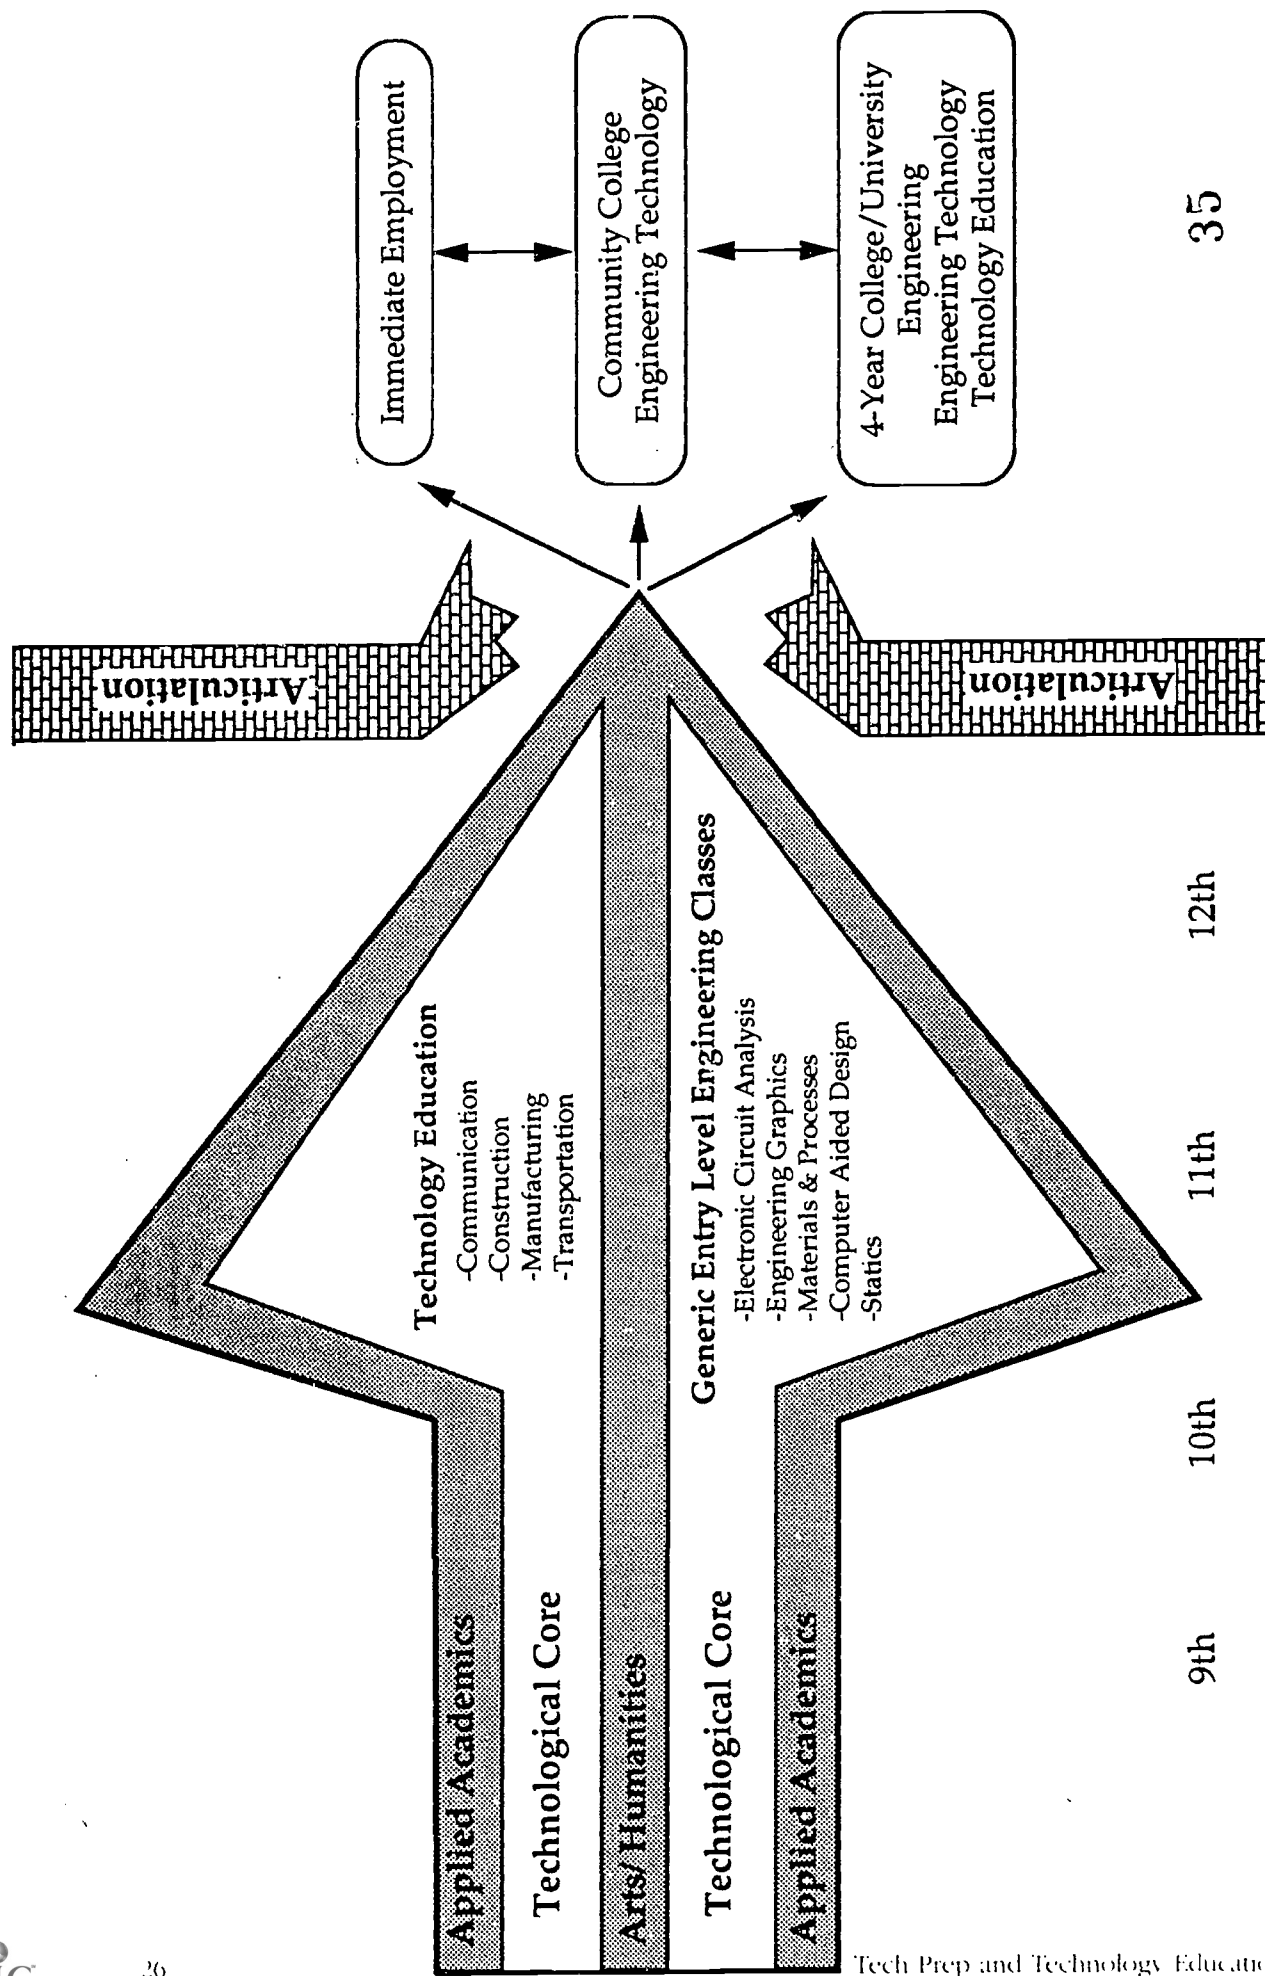 Applied Academics
Technological Core
Arts/Humanities
Technological Core
Applied Academics
Technology Education
-Communication
-Construction
-Manufacturing
-Transportation
Generic Entry Level Engineering Classes
-Electronic Circuit Analysis
-Engineering Graphics
-Materials & Processes
-Computer Aided Design
-Statics
9th
10th
11th
12th
Articulation
Articulation
Immediate Employment
Community College
Engineering Technology
4-Year College/University
Engineering
Engineering Technology
Technology Education
35
Tech Prep and Technology